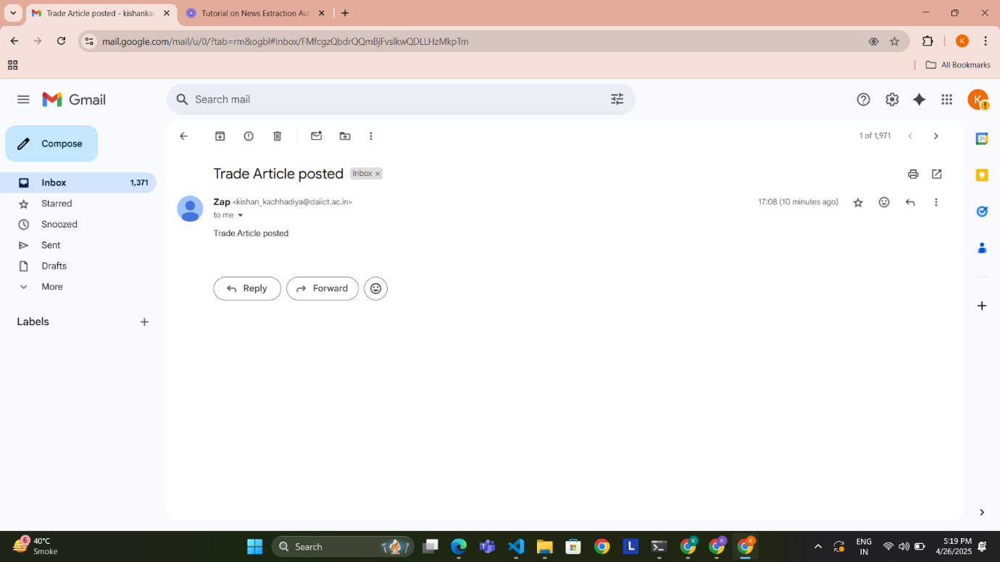 Trade Article posted - kishankac
Tutorial on News Extraction Aut
mail.google.com/mail/u/0/?tab=rm&ogbl#inbox/FMfcgzQbdrQQmBjFvslkwQDLLHzMkpTm
K
All Bookmarks
Gmail
Search mail
K
Compose
1 of 1,971
Inbox 1,371
Starred
Snoozed
Sent
Drafts
More
Labels
Trade Article posted Inbox ×
Zap <kishan_kachhadiya@daiict.ac.in> 17:08 (10 minutes ago)
to me
Trade Article posted
Reply Forward
31
6
40°C
Smoke
Search
L
K
K
K
ENG
IN
5:19 PM
4/26/2025